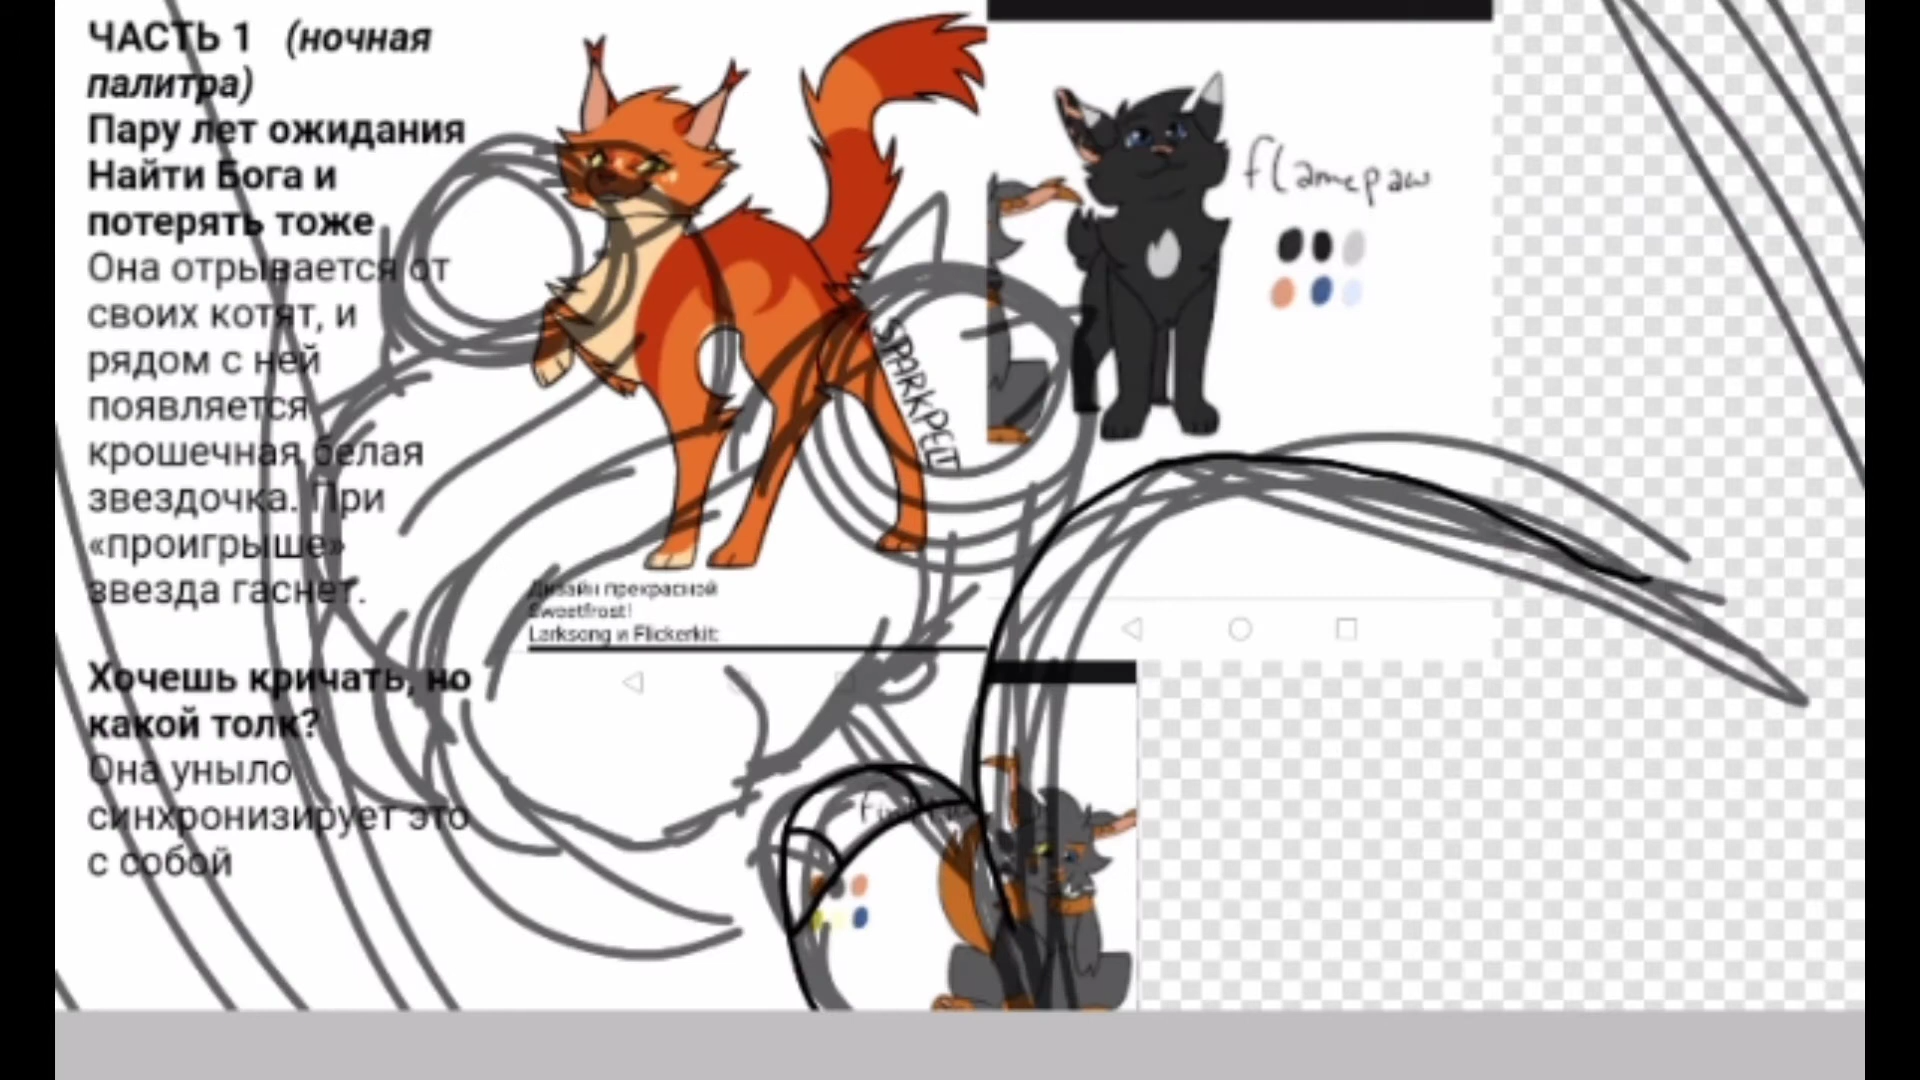 ЧАСТЬ 1 (ночная
палитра)
Пару лет ожидания
Найти Бога и
потерять тоже
Она отрывается от
своих котят, и
рядом с ней
появляется
крошечная белая
звездочка. При
«проигрыше»
звезда гаснет.
Хочешь кричать, но
какой толк?
Она уныло
синхронизирует это
с собой
SPARKPELT
Дизайн прекрасной
Sweetfrost!
Larksong и Flickerkit:
flamepaw